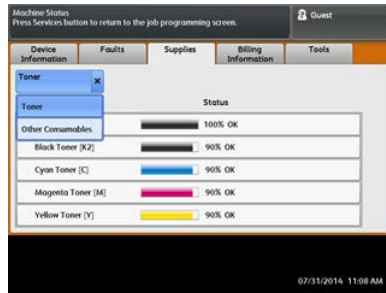 Machine Status
Press Services button to return to the job programming screen.
Guest
Device Information
Faults
Supplies
Billing Information
Tools
Toner
Status
Toner
100% OK
Other Consumables
Black Toner [K2]
90% OK
Cyan Toner [C]
90% OK
Magenta Toner [M]
90% OK
Yellow Toner [Y]
90% OK
07/31/2014 11:08 AM